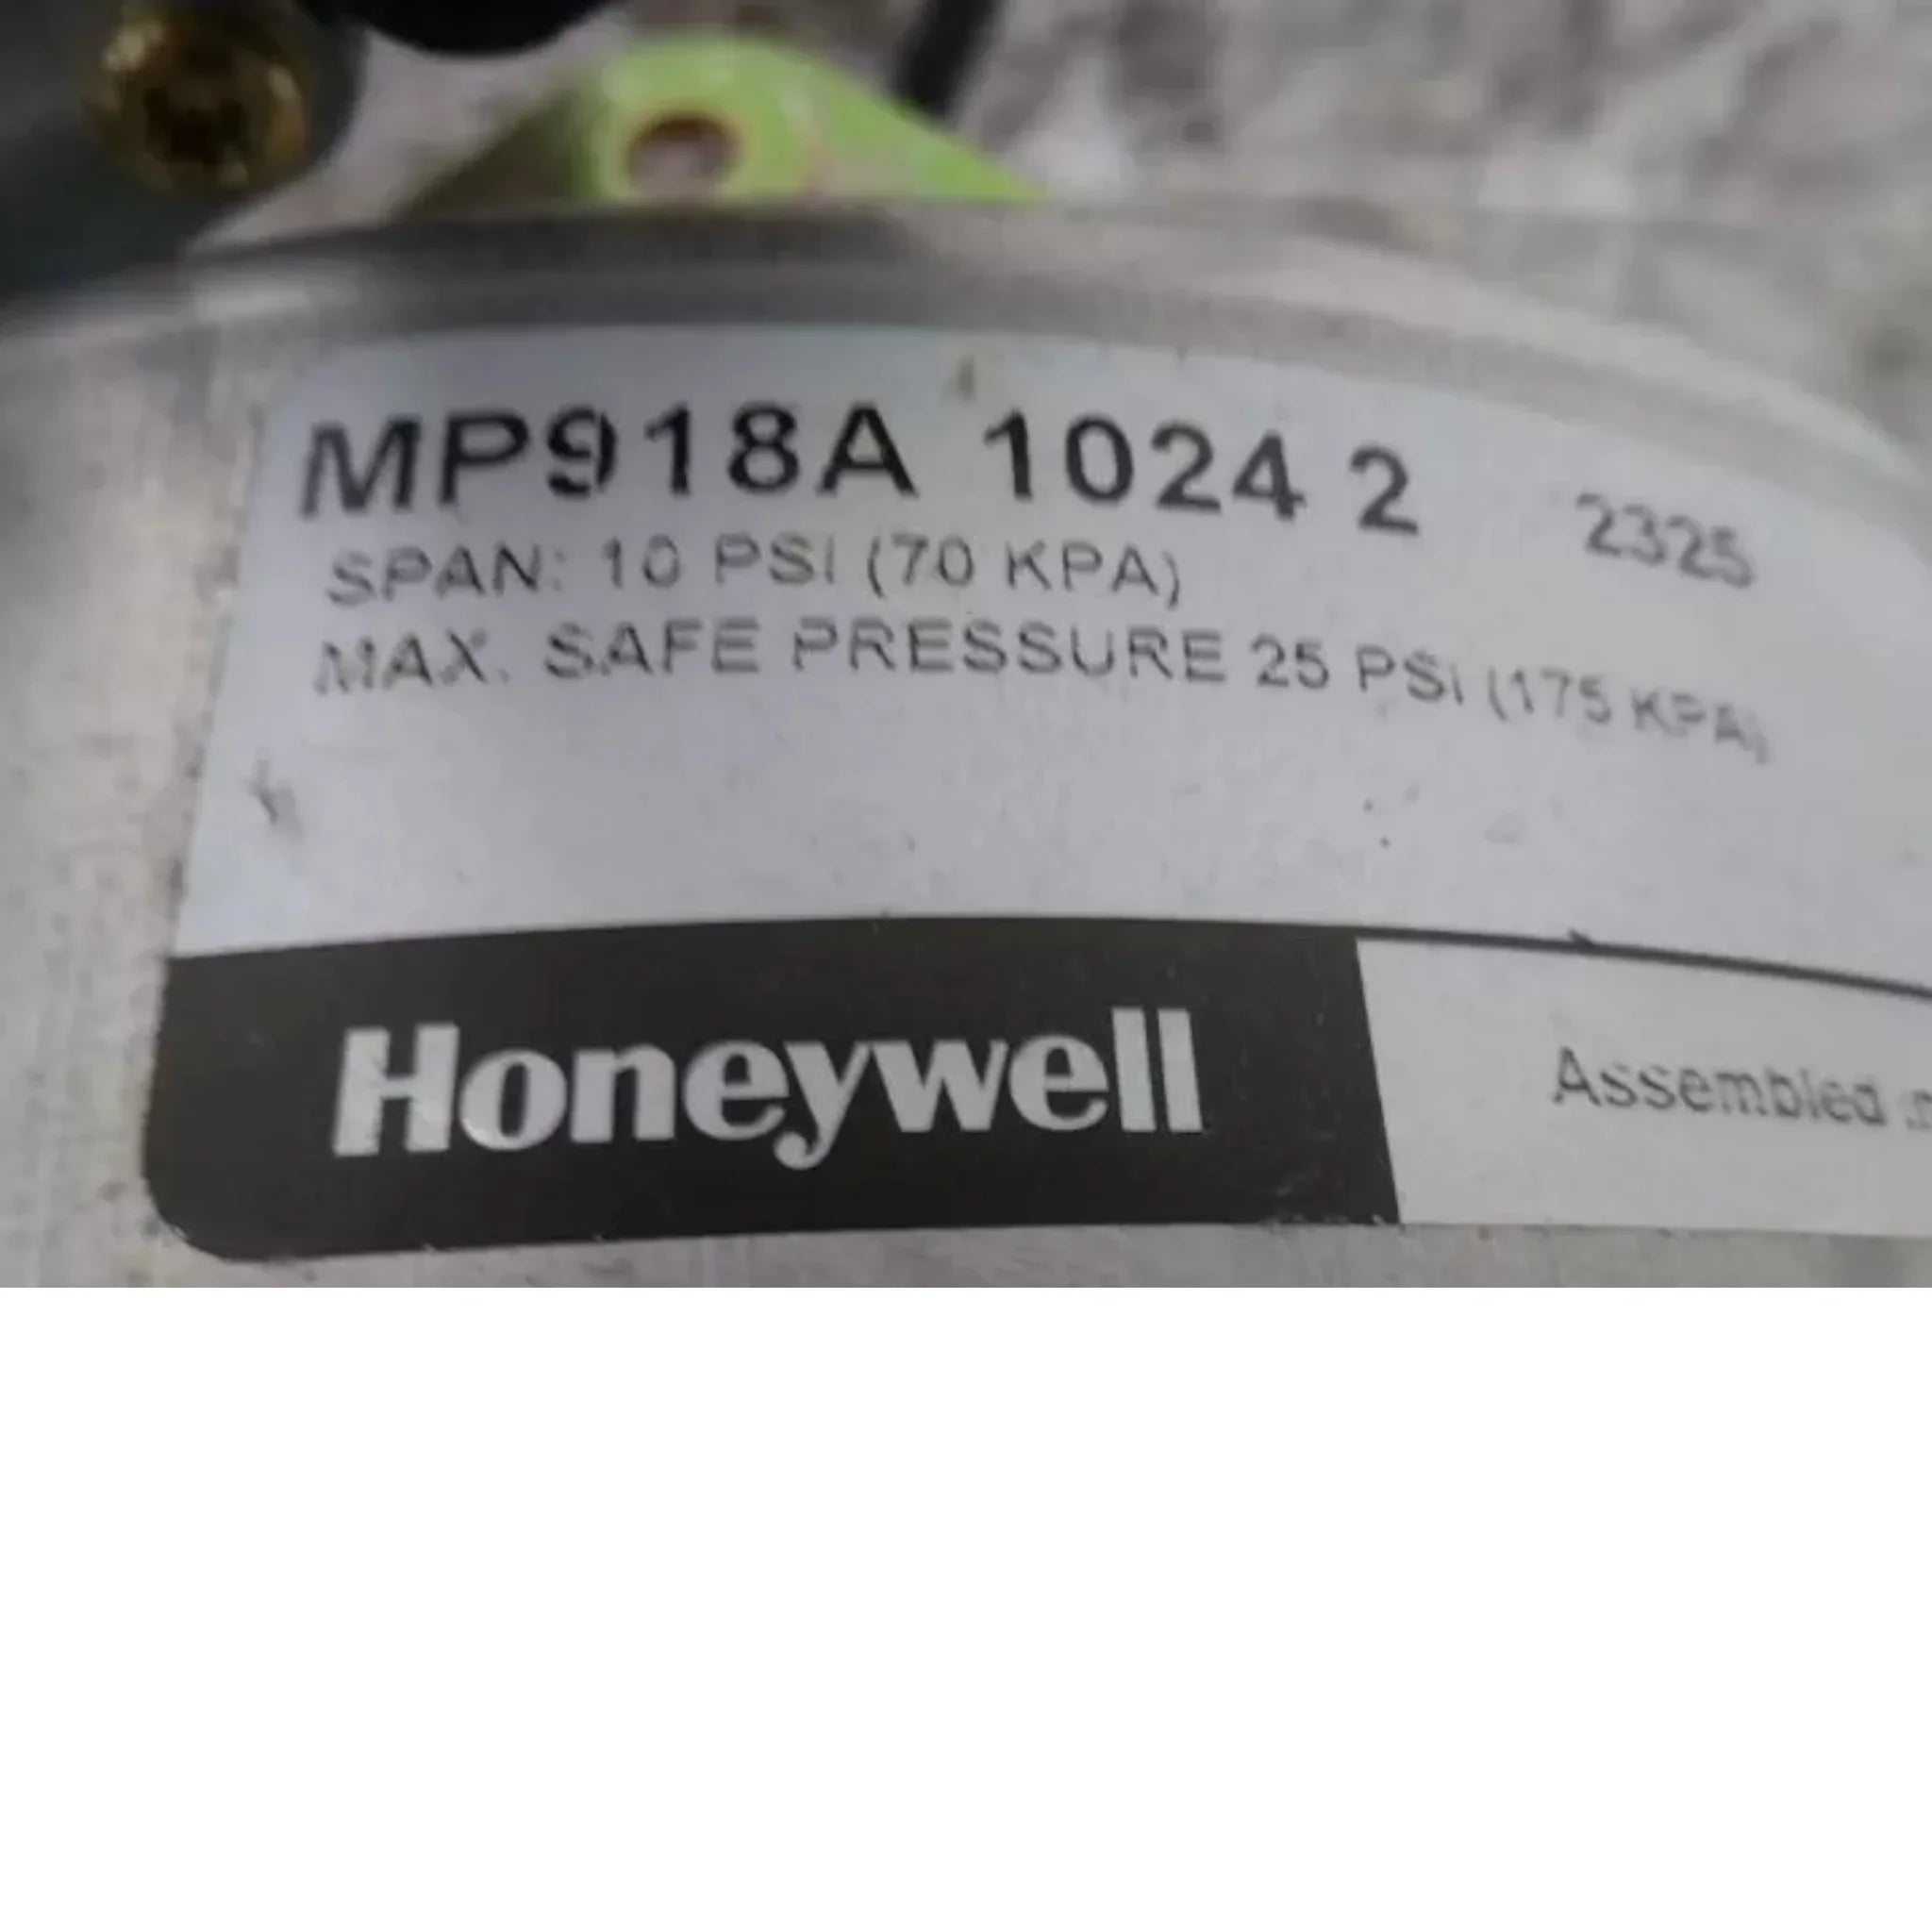 MP918A 1024 2 2325
SPAN: 10 PSI (70 KPA)
MAX. SAFE PRESSURE 25 PSI (175 KPA)
Honeywell
Assembled